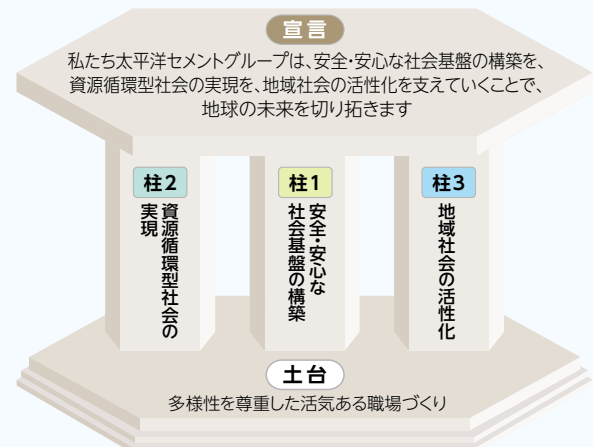 宣言
私たち太平洋セメントグループは、安全・安心な社会基盤の構築を、
資源循環型社会の実現を、地域社会の活性化を支えていくことで、
地球の未来を切り拓きます
柱2
資源循環型社会の
実現
柱1
安全・安心な
社会基盤の構築
柱3
地域社会の活性化
土台
多様性を尊重した活気ある職場づくり